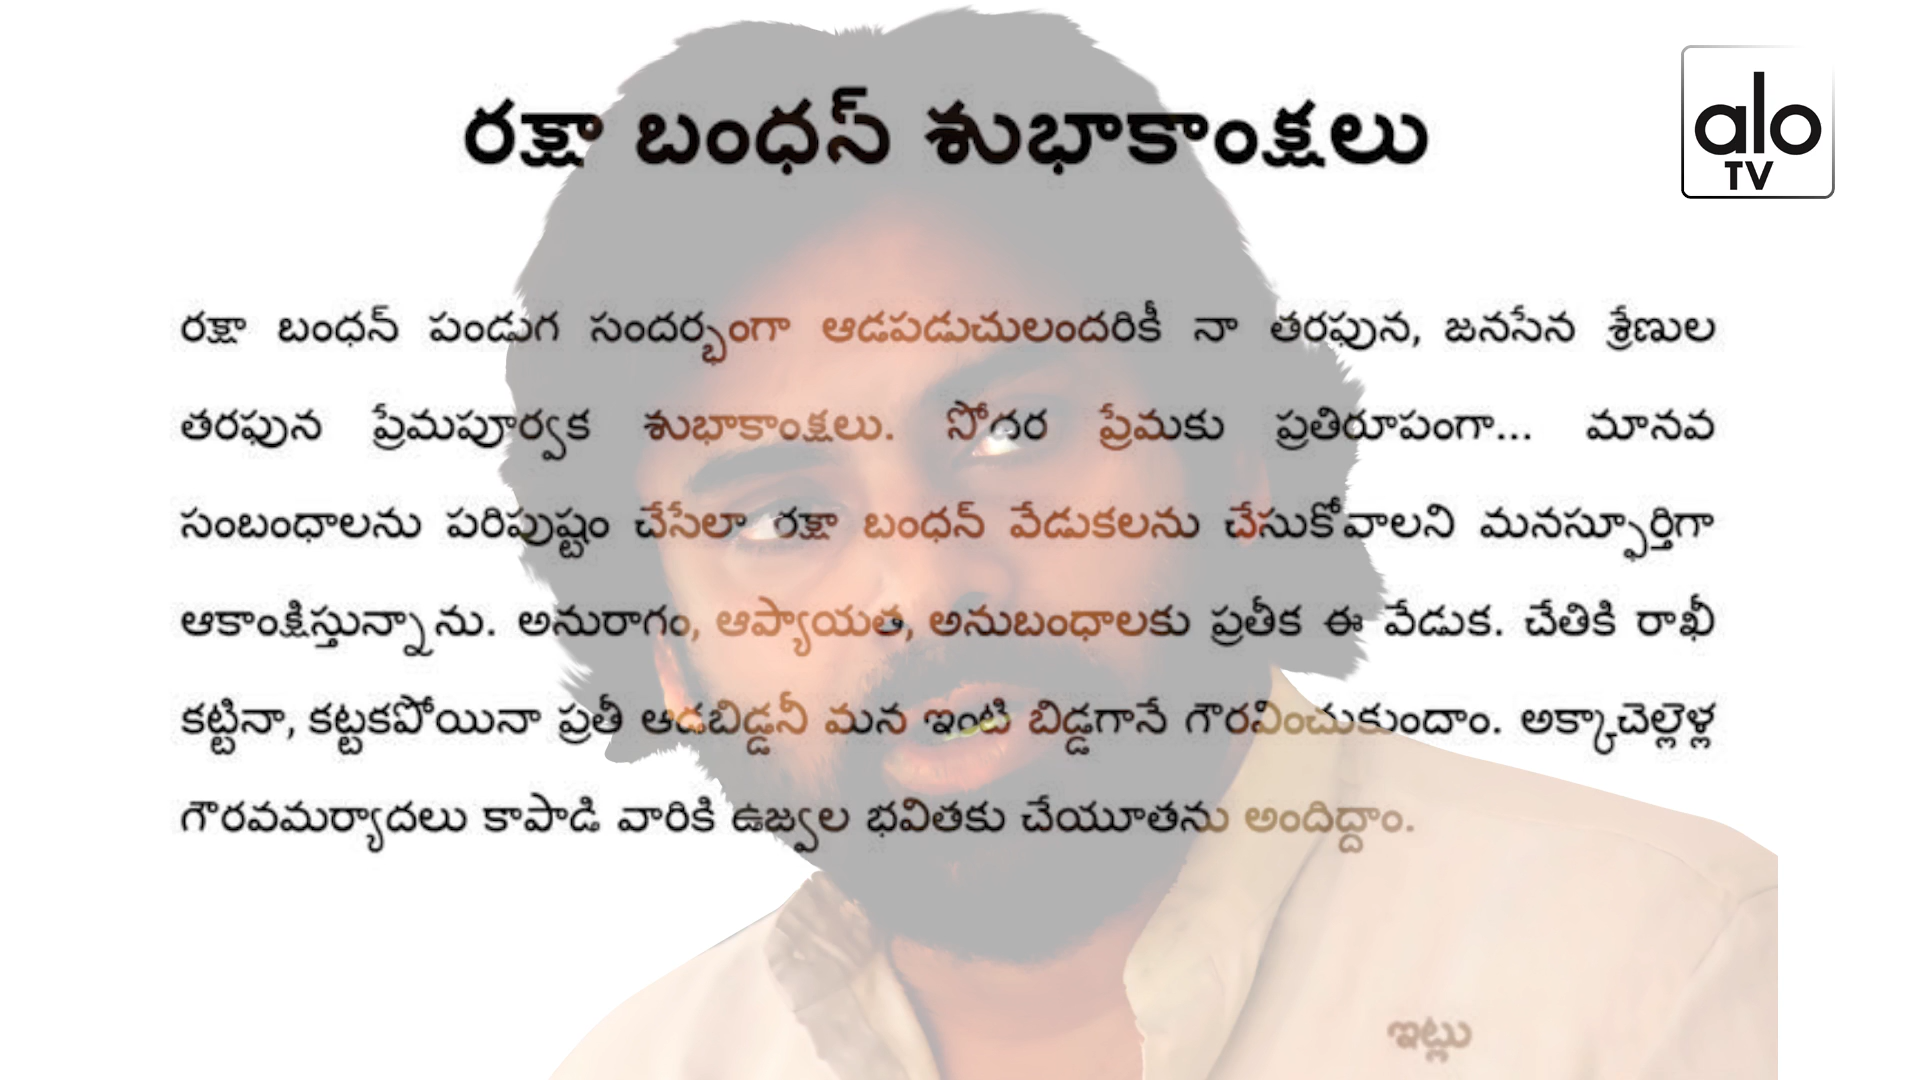 రక్షా బంధన్ శుభాకాంక్షలు
alo
TV
రక్షా బంధన్ పండుగ సందర్భంగా ఆడపడుచులందరికీ నా తరఫున, జనసేన శ్రేణుల
తరఫున ప్రేమపూర్వక శుభాకాంక్షలు. సోదర ప్రేమకు ప్రతిరూపంగా... మానవ
సంబంధాలను పరిపుష్టం చేసేలా రక్షా బంధన్ వేడుకలను చేసుకోవాలని మనస్ఫూర్తిగా
ఆకాంక్షిస్తున్నాను. అనురాగం, ఆప్యాయత, అనుబంధాలకు ప్రతీక ఈ వేడుక. చేతికి రాఖీ
కట్టినా, కట్టకపోయినా ప్రతీ ఆడబిడ్డనీ మన ఇంటి బిడ్డగానే గౌరవించుకుందాం. అక్కాచెల్లెళ్ల
గౌరవమర్యాదలు కాపాడి వారికి ఉజ్వల భవితకు చేయూతను అందిద్దాం.
ఇట్లు